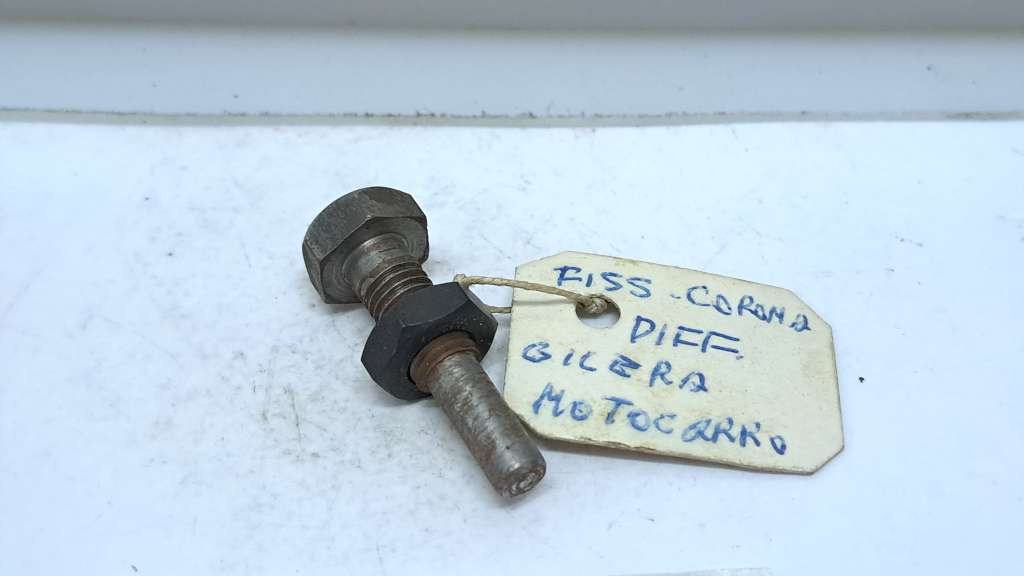 FISS - CORONA
DIFF.
GILERA
MOTOCARRO